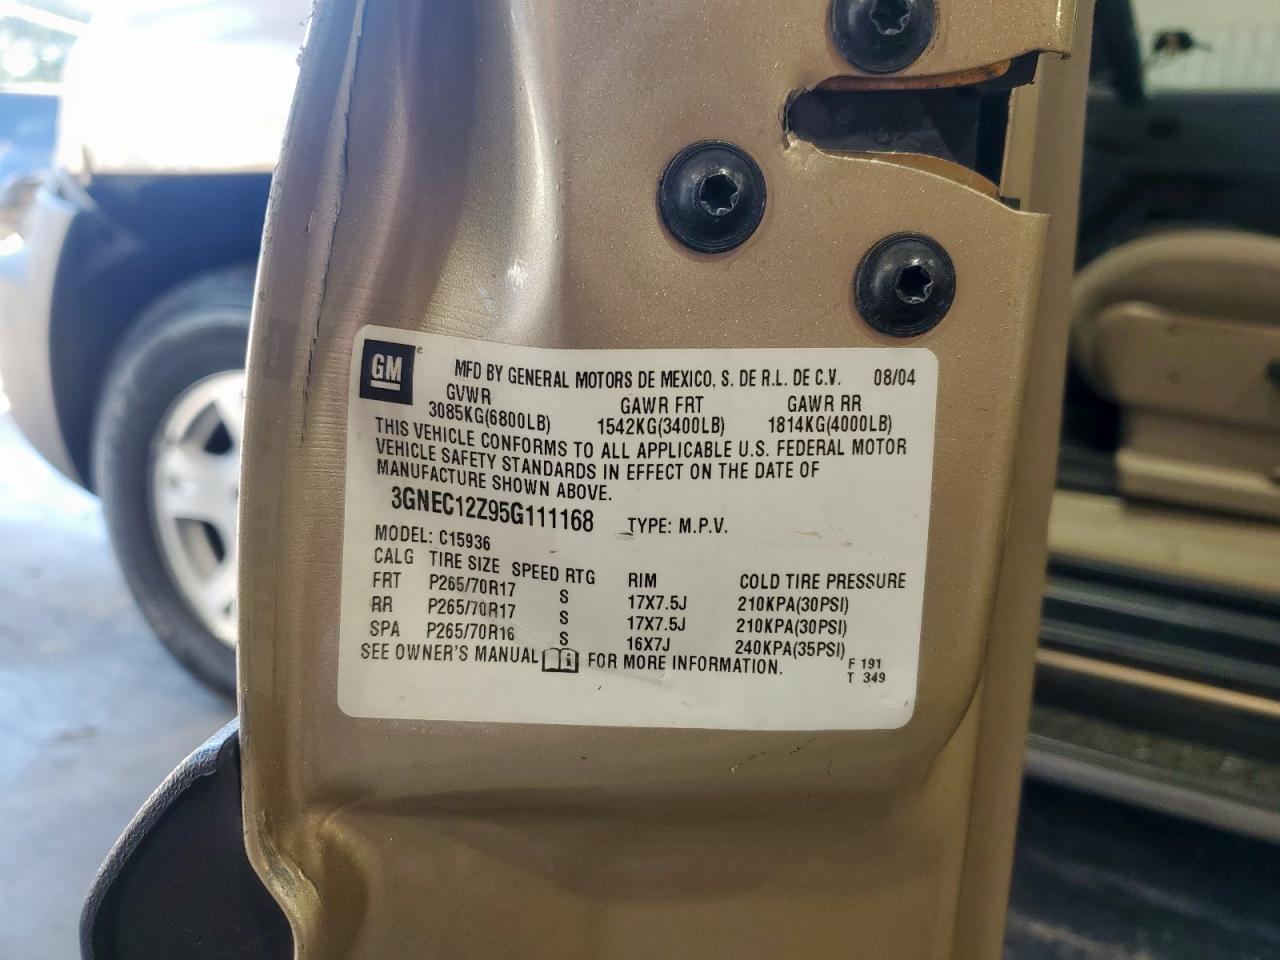 GM
MFD BY GENERAL MOTORS DE MEXICO, S. DE R.L. DE C.V. 08/04
GVWR GAWR FRT GAWR RR
3085KG(6800LB) 1542KG(3400LB) 1814KG(4000LB)
THIS VEHICLE CONFORMS TO ALL APPLICABLE U.S. FEDERAL MOTOR
VEHICLE SAFETY STANDARDS IN EFFECT ON THE DATE OF
MANUFACTURE SHOWN ABOVE.
3GNEC12Z95G111168 TYPE: M.P.V.
MODEL: C15936
CALG TIRE SIZE SPEED RTG RIM COLD TIRE PRESSURE
FRT P265/70R17 S 17X7.5J 210KPA(30PSI)
RR P265/70R17 S 17X7.5J 210KPA(30PSI)
SPA P265/70R16 S 16X7J 240KPA(35PSI)
SEE OWNER'S MANUAL FOR MORE INFORMATION.
F 191
T 349